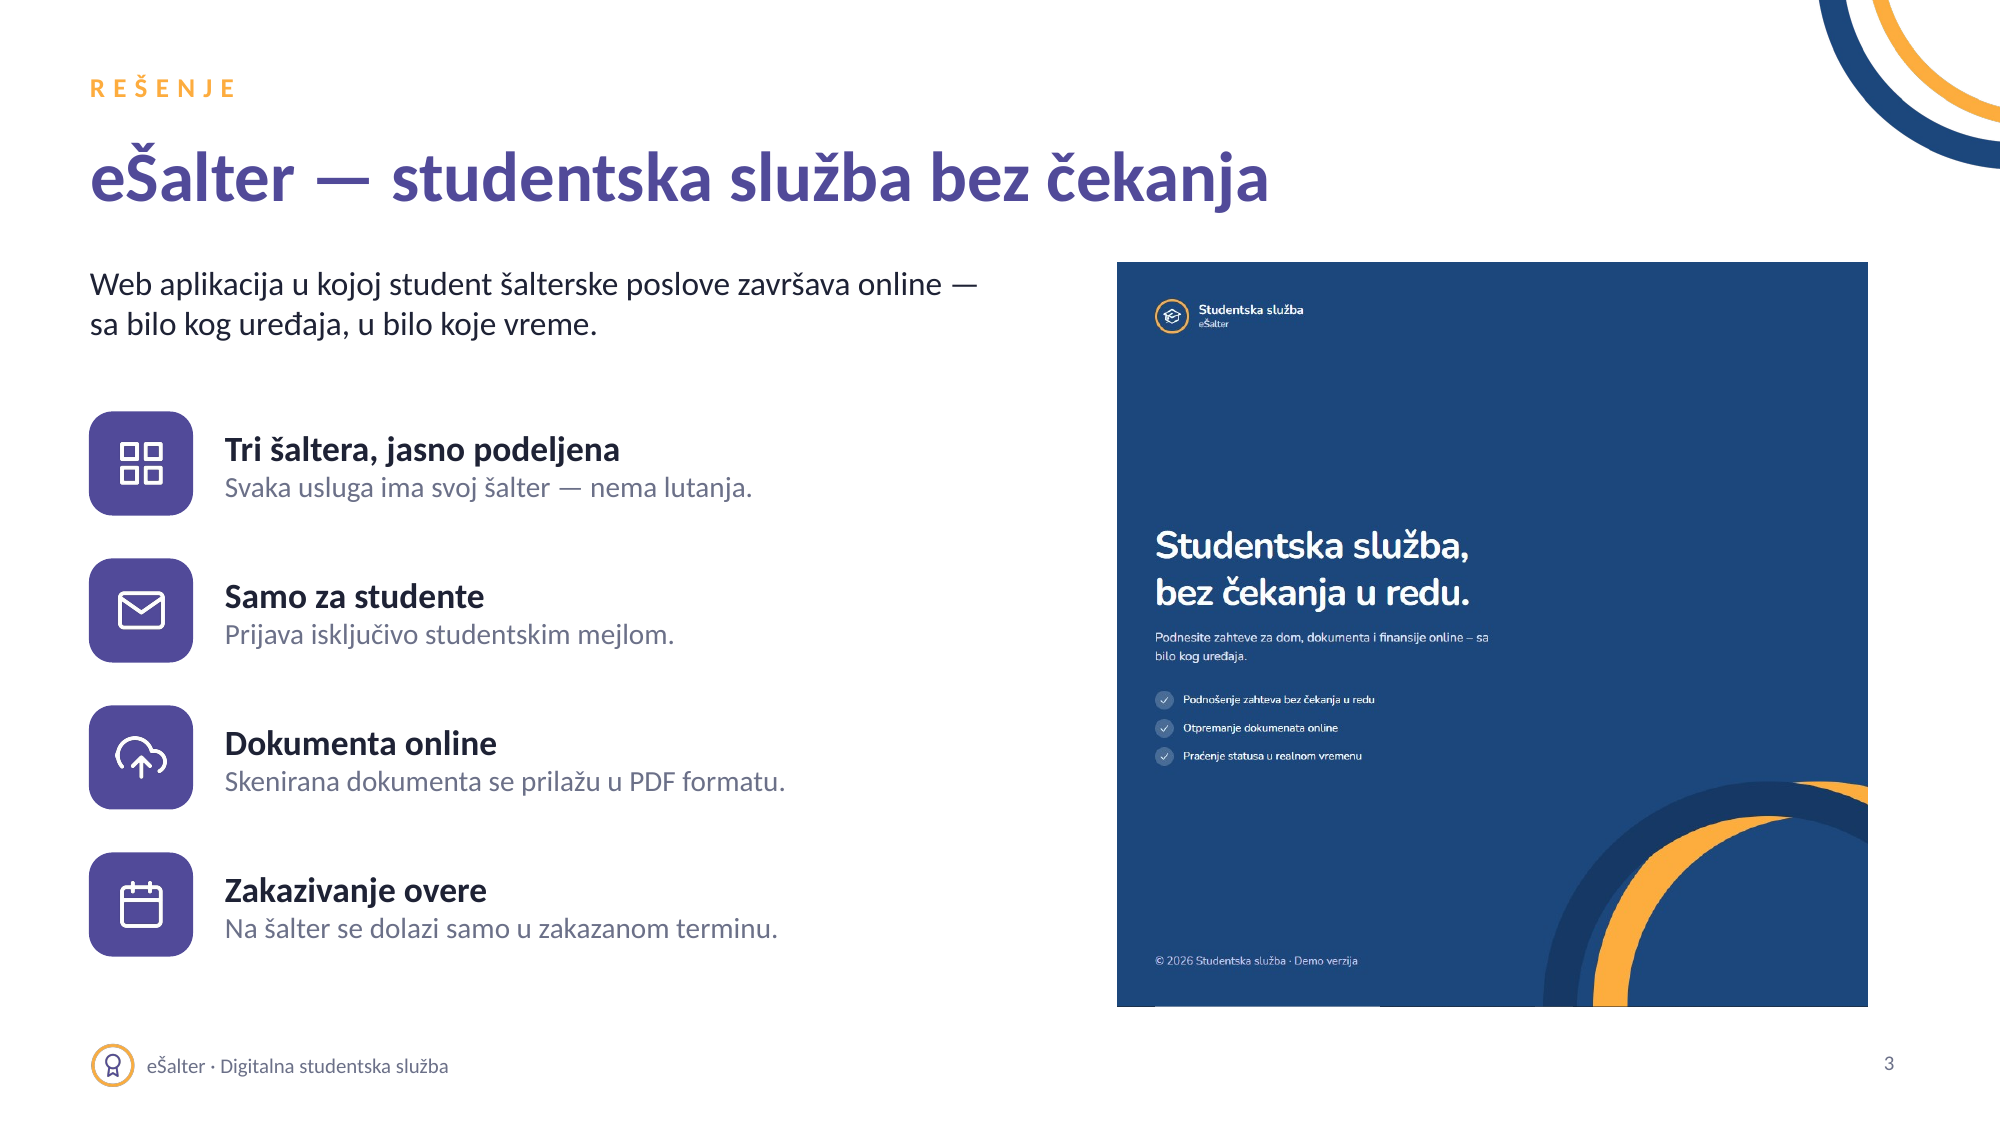 REŠENJE
eŠalter — studentska služba bez čekanja
Web aplikacija u kojoj student šalterske poslove završava online —
sa bilo kog uređaja, u bilo koje vreme.
Tri šaltera, jasno podeljena
Svaka usluga ima svoj šalter — nema lutanja.
Samo za studente
Prijava isključivo studentskim mejlom.
Dokumenta online
Skenirana dokumenta se prilažu u PDF formatu.
Zakazivanje overe
Na šalter se dolazi samo u zakazanom terminu.
Studentska služba
eŠalter
Studentska služba,
bez čekanja u redu.
Podnesite zahteve za dom, dokumenta i finansije online – sa
bilo kog uređaja.
Podnošenje zahteva bez čekanja u redu
Otpremanje dokumenata online
Praćenje statusa u realnom vremenu
© 2026 Studentska služba · Demo verzija
eŠalter · Digitalna studentska služba
3